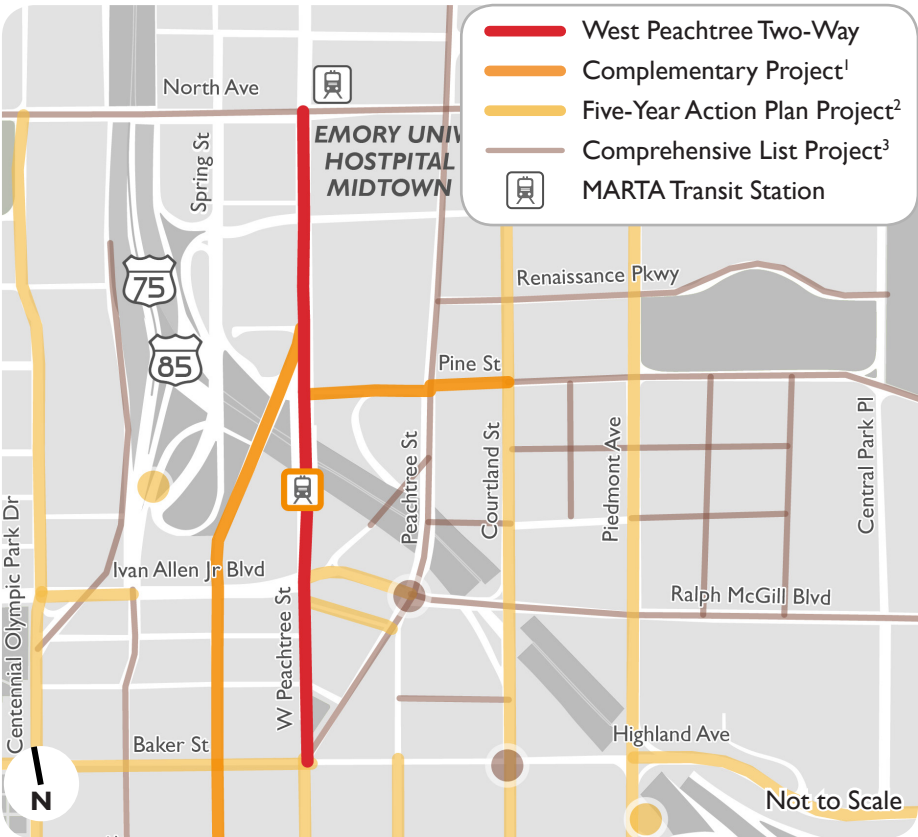 West Peachtree Two-Way
Complementary Project¹
Five-Year Action Plan Project²
Comprehensive List Project³
MARTA Transit Station
North Ave
EMORY UNIV
HOSTPITAL
MIDTOWN
Spring St
75
85
Renaissance Pkwy
Pine St
Peachtree St
Courtland St
Piedmont Ave
Central Park Pl
Centennial Olympic Park Dr
Ivan Allen Jr Blvd
W Peachtree St
Ralph McGill Blvd
Baker St
Highland Ave
N
Not to Scale